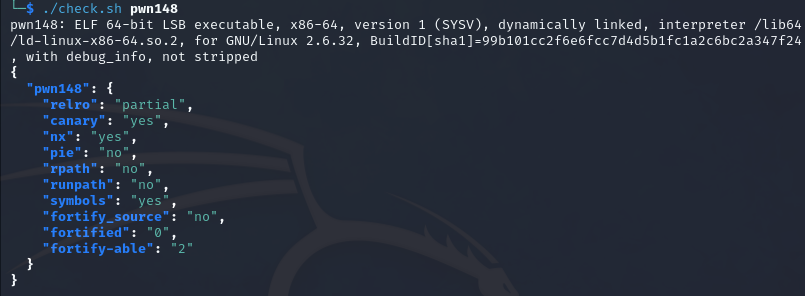 └─$ ./check.sh pwn148
pwn148: ELF 64-bit LSB executable, x86-64, version 1 (SYSV), dynamically linked, interpreter /lib64
/ld-linux-x86-64.so.2, for GNU/Linux 2.6.32, BuildID[sha1]=99b101cc2f6e6fcc7d4d5b1fc1a2c6bc2a347f24
, with debug_info, not stripped
{
  "pwn148": {
    "relro": "partial",
    "canary": "yes",
    "nx": "yes",
    "pie": "no",
    "rpath": "no",
    "runpath": "no",
    "symbols": "yes",
    "fortify_source": "no",
    "fortified": "0",
    "fortify-able": "2"
  }
}